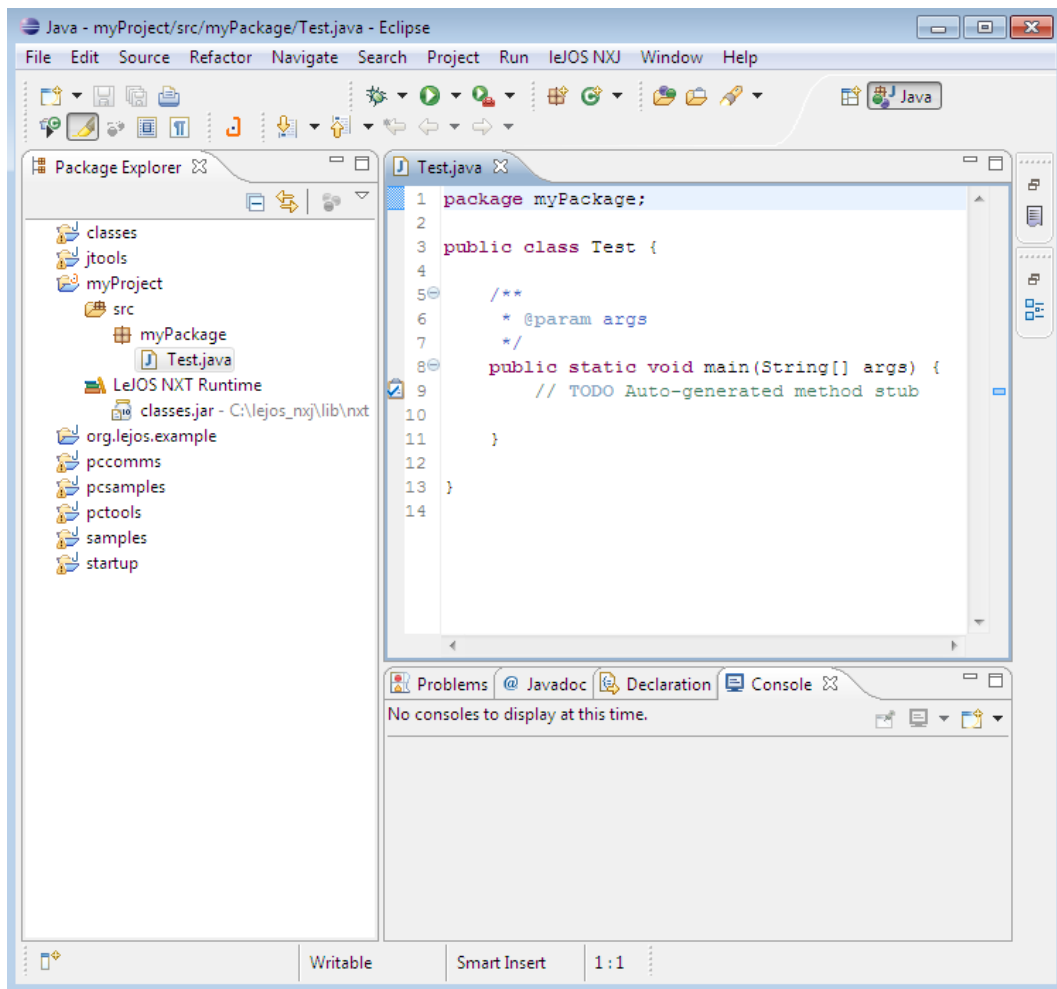 Java - myProject/src/myPackage/Test.java - Eclipse
File Edit Source Refactor Navigate Search Project Run leJOS NXJ Window Help
Java
Package Explorer
classes
jtools
myProject
src
myPackage
Test.java
LeJOS NXT Runtime
classes.jar - C:\lejos_nxj\lib\nxt
org.lejos.example
pccomms
pcsamples
pctools
samples
startup
Test.java
1 package myPackage;
2
3 public class Test {
4
5 /**
6 * @param args
7 */
8 public static void main(String[] args) {
9 // TODO Auto-generated method stub
10
11 }
12
13 }
14
Problems @ Javadoc Declaration Console
No consoles to display at this time.
Writable Smart Insert 1 : 1